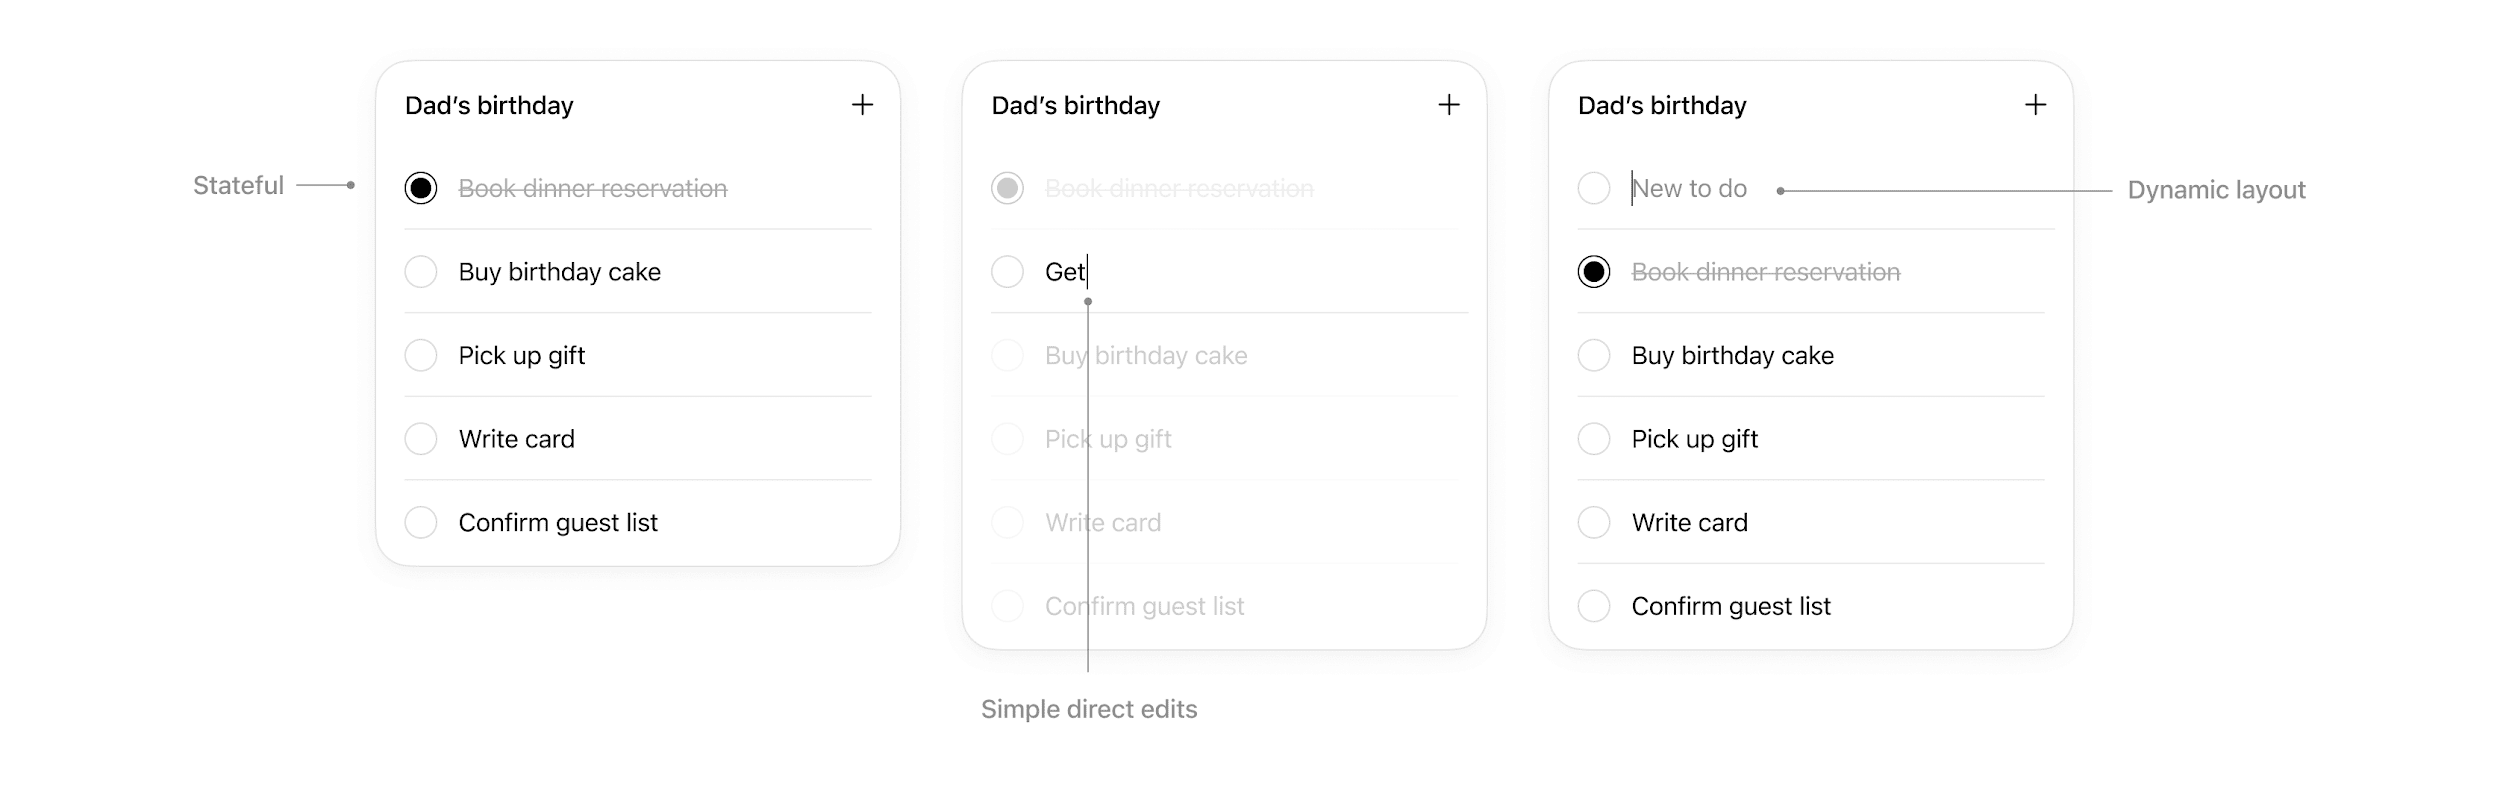 Stateful
Dad's birthday
Book dinner reservation
Buy birthday cake
Pick up gift
Write card
Confirm guest list
Dad's birthday
Book dinner reservation
Get
Buy birthday cake
Pick up gift
Write card
Confirm guest list
Simple direct edits
Dad's birthday
New to do
Book dinner reservation
Buy birthday cake
Pick up gift
Write card
Confirm guest list
Dynamic layout